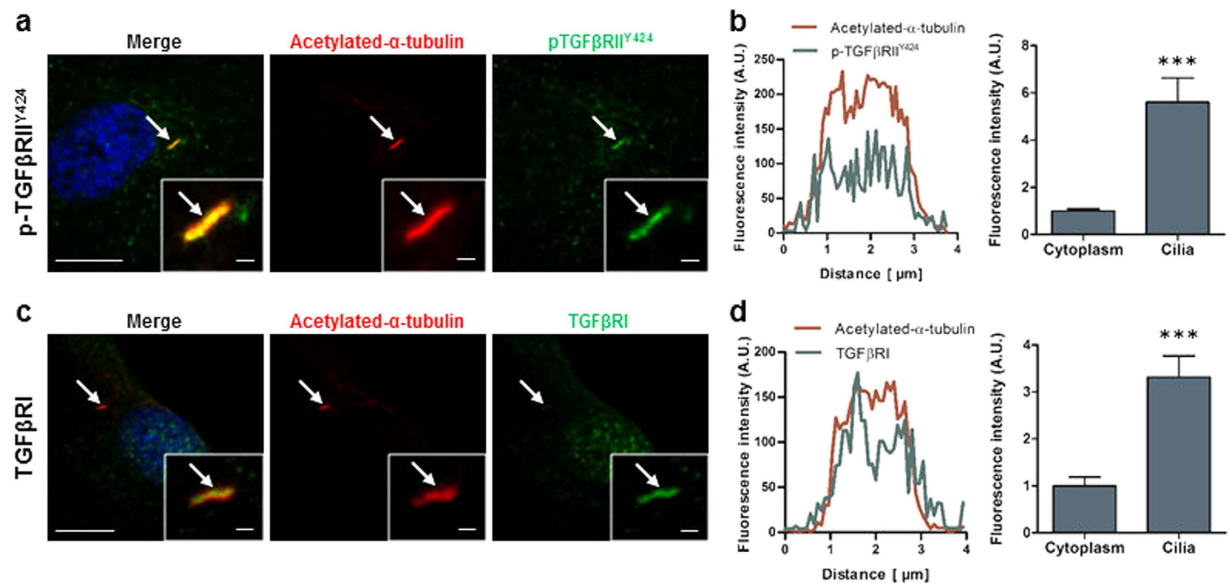 a
Merge Acetylated-α-tubulin pTGFβRII^Y424
p-TGFβRII^Y424
b
Acetylated-α-tubulin
p-TGFβRII^Y424
Fluorescence intensity (A.U.)
250
200
150
100
50
0
0 1 2 3 4
Distance [ µm]
Fluorescence intensity (A.U.)
8
6
4
2
0
***
Cytoplasm Cilia
c
Merge Acetylated-α-tubulin TGFβRI
TGFβRI
d
Acetylated-α-tubulin
TGFβRI
Fluorescence intensity (A.U.)
200
150
100
50
0
0 1 2 3 4
Distance [ µm]
Fluorescence intensity (A.U.)
4
3
2
1
0
***
Cytoplasm Cilia